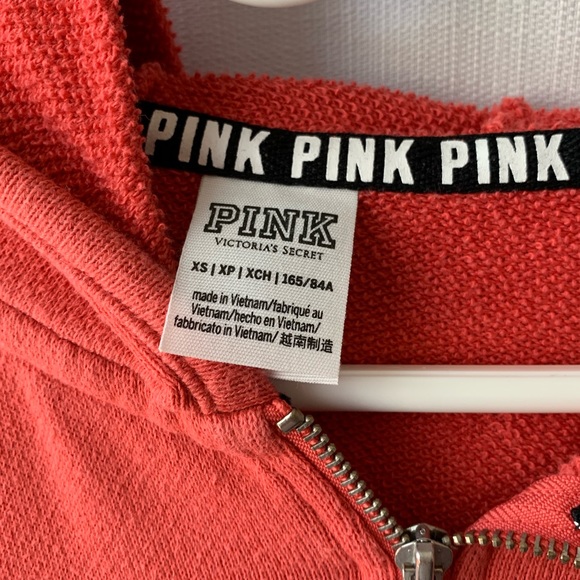 PINK PINK PINK
PINK
VICTORIA'S SECRET
XS | XP | XCH | 165/84A
made in Vietnam/fabriqué au
Vietnam/hecho en Vietnam/
fabbricato in Vietnam/越南制造